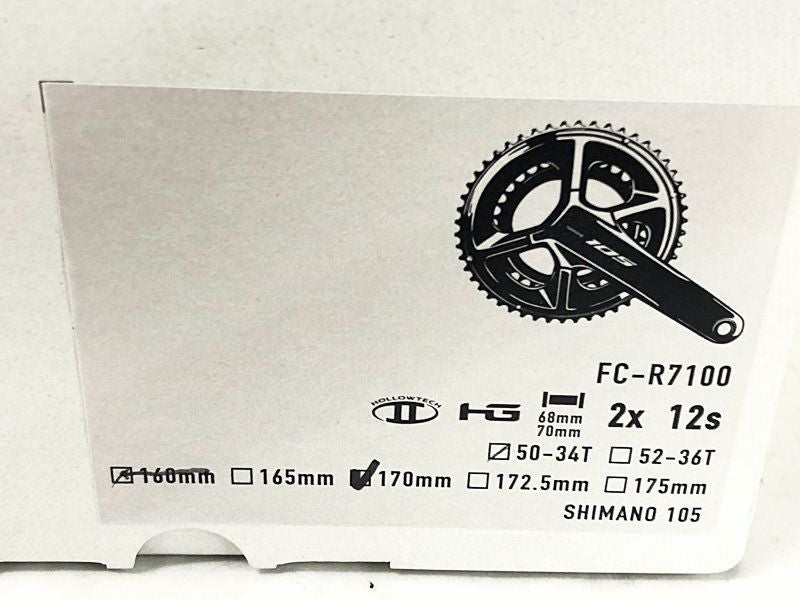 105
FC-R7100
HOLLOWTECH
II
HG
68mm
70mm
2x 12s
50-34T 52-36T
160mm 165mm 170mm 172.5mm 175mm
SHIMANO 105